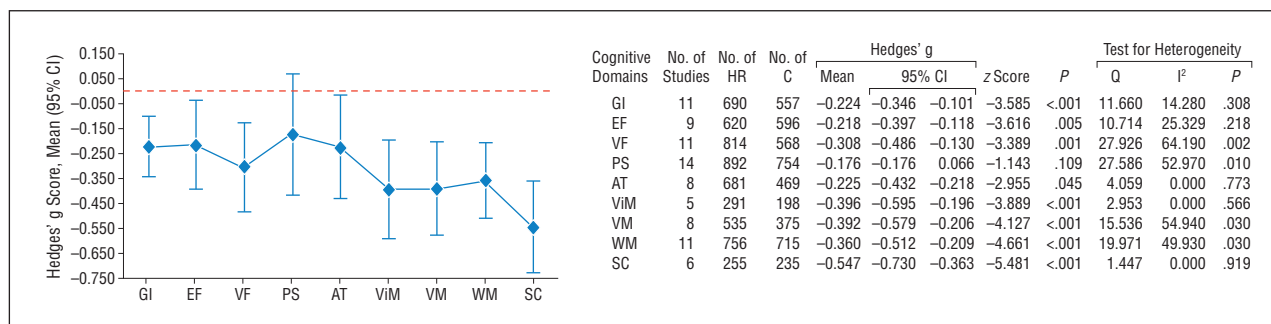 0.150
0.050
–0.050
–0.150
–0.250
–0.350
–0.450
–0.550
–0.650
–0.750
Hedges' g Score, Mean (95% CI)
GI EF VF PS AT ViM VM WM SC
Hedges' g Test for Heterogeneity
Cognitive No. of No. of No. of
Domains Studies HR C Mean 95% CI z Score P Q I² P
GI 11 690 557 –0.224 –0.346 –0.101 –3.585 <.001 11.660 14.280 .308
EF 9 620 596 –0.218 –0.397 –0.118 –3.616 .005 10.714 25.329 .218
VF 11 814 568 –0.308 –0.486 –0.130 –3.389 .001 27.926 64.190 .002
PS 14 892 754 –0.176 –0.176 0.066 –1.143 .109 27.586 52.970 .010
AT 8 681 469 –0.225 –0.432 –0.218 –2.955 .045 4.059 0.000 .773
ViM 5 291 198 –0.396 –0.595 –0.196 –3.889 <.001 2.953 0.000 .566
VM 8 535 375 –0.392 –0.579 –0.206 –4.127 <.001 15.536 54.940 .030
WM 11 756 715 –0.360 –0.512 –0.209 –4.661 <.001 19.971 49.930 .030
SC 6 255 235 –0.547 –0.730 –0.363 –5.481 <.001 1.447 0.000 .919